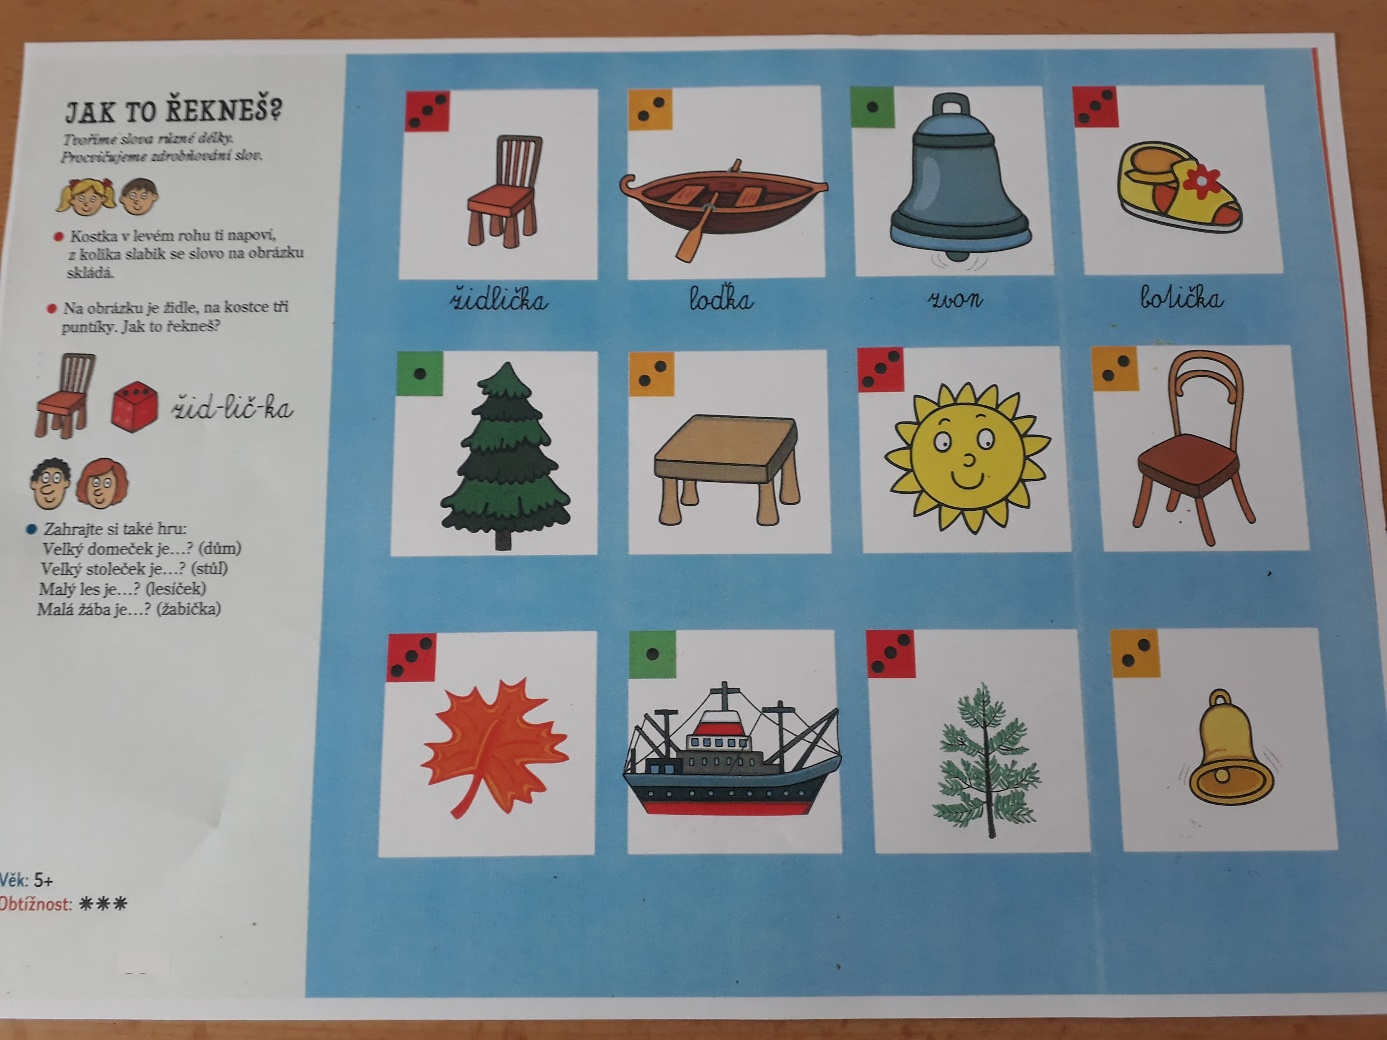 JAK TO ŘEKNEŠ?
Tvoříme slova různé délky.
Procvičujeme zdrobňování slov.
Kostka v levém rohu ti napoví,
z kolika slabik se slovo na obrázku
skládá.
Na obrázku je židle, na kostce tři
puntíky. Jak to řekneš?
žid-lič-ka
Zahrajte si také hru:
Velký domeček je...? (dům)
Velký stoleček je...? (stůl)
Malý les je...? (lesíček)
Malá žába je...? (žabička)
Věk: 5+
Obtížnost: ***
židlička
loďka
zvon
botička